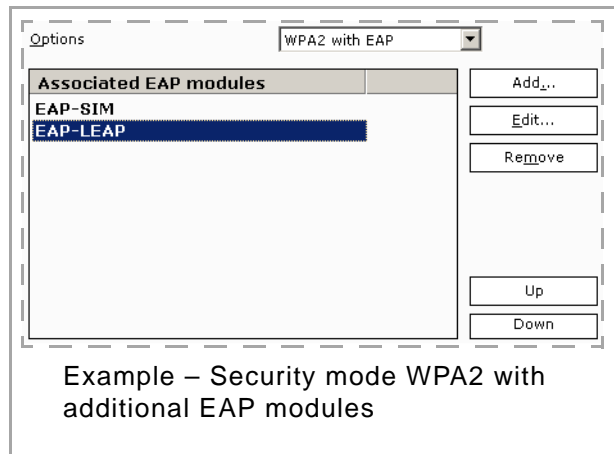 Options WPA2 with EAP
Associated EAP modules
EAP-SIM
EAP-LEAP
Add...
Edit...
Remove
Up
Down
Example – Security mode WPA2 with
additional EAP modules